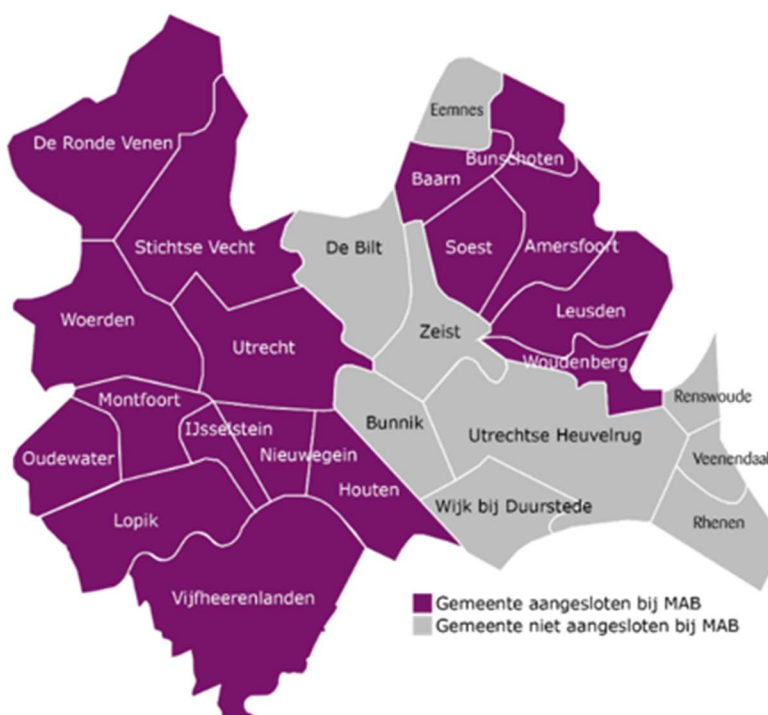 Eemnes
De Ronde Venen
Bunschoten
Baarn
Stichtse Vecht
De Bilt
Soest
Amersfoort
Leusden
Woerden
Zeist
Utrecht
Woudenberg
Renswoude
Montfoort
Bunnik
IJsselstein
Utrechtse Heuvelrug
Nieuwegein
Oudewater
Veenendaal
Houten
Wijk bij Duurstede
Lopik
Rhenen
Vijfheerenlanden
Gemeente aangesloten bij MAB
Gemeente niet aangesloten bij MAB